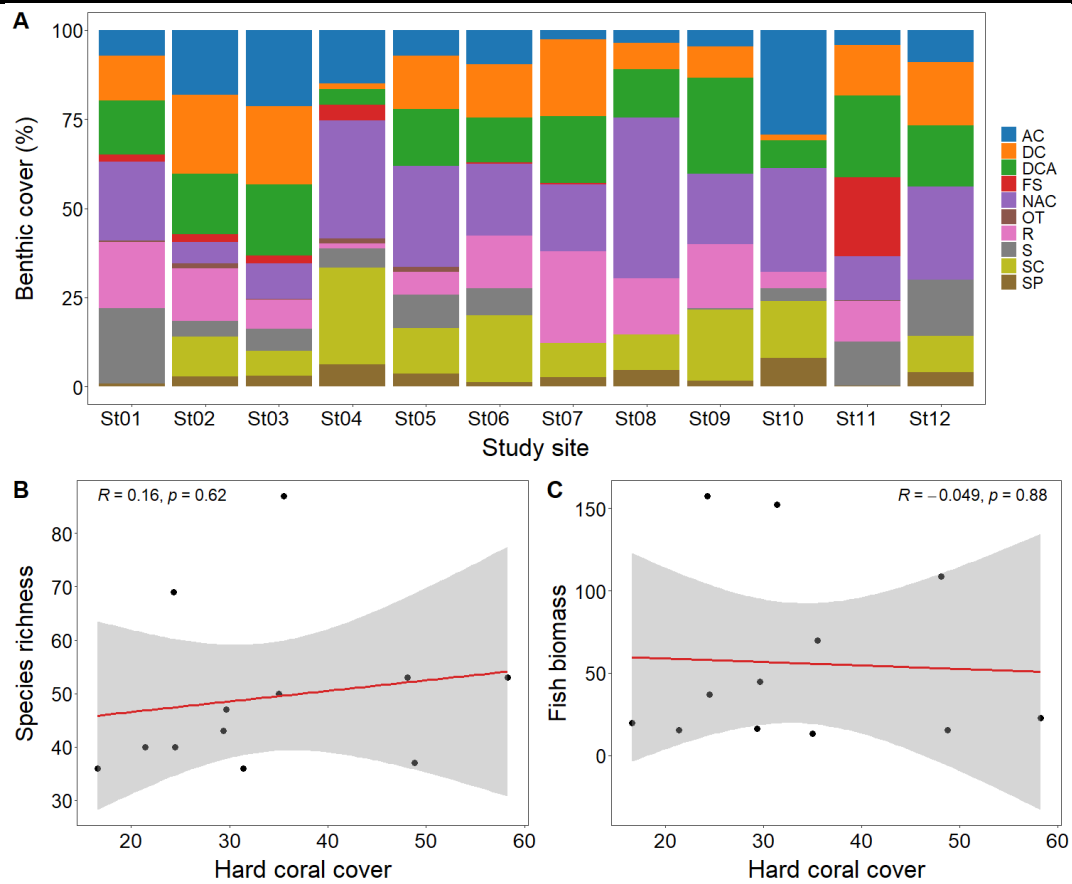 A
Benthic cover (%)
100
75
50
25
0
St01 St02 St03 St04 St05 St06 St07 St08 St09 St10 St11 St12
Study site
AC
DC
DCA
FS
NAC
OT
R
S
SC
SP
B
R = 0.16, p = 0.62
Species richness
80
70
60
50
40
30
20 30 40 50 60
Hard coral cover
C
R = −0.049, p = 0.88
Fish biomass
150
100
50
0
20 30 40 50 60
Hard coral cover